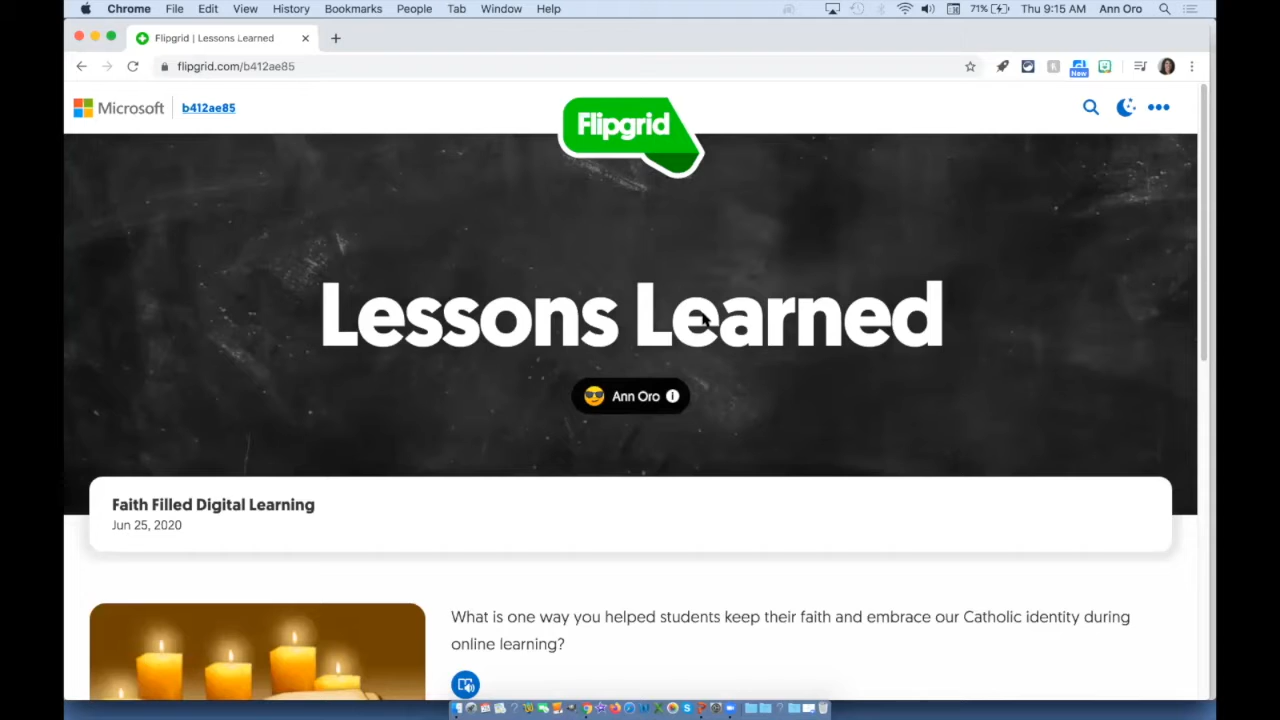 Chrome File Edit View History Bookmarks People Tab Window Help 71% Thu 9:15 AM Ann Oro
Flipgrid | Lessons Learned
flipgrid.com/b412ae85
New
Microsoft b412ae85
Flipgrid
Lessons Learned
Ann Oro
Faith Filled Digital Learning
Jun 25, 2020
What is one way you helped students keep their faith and embrace our Catholic identity during
online learning?